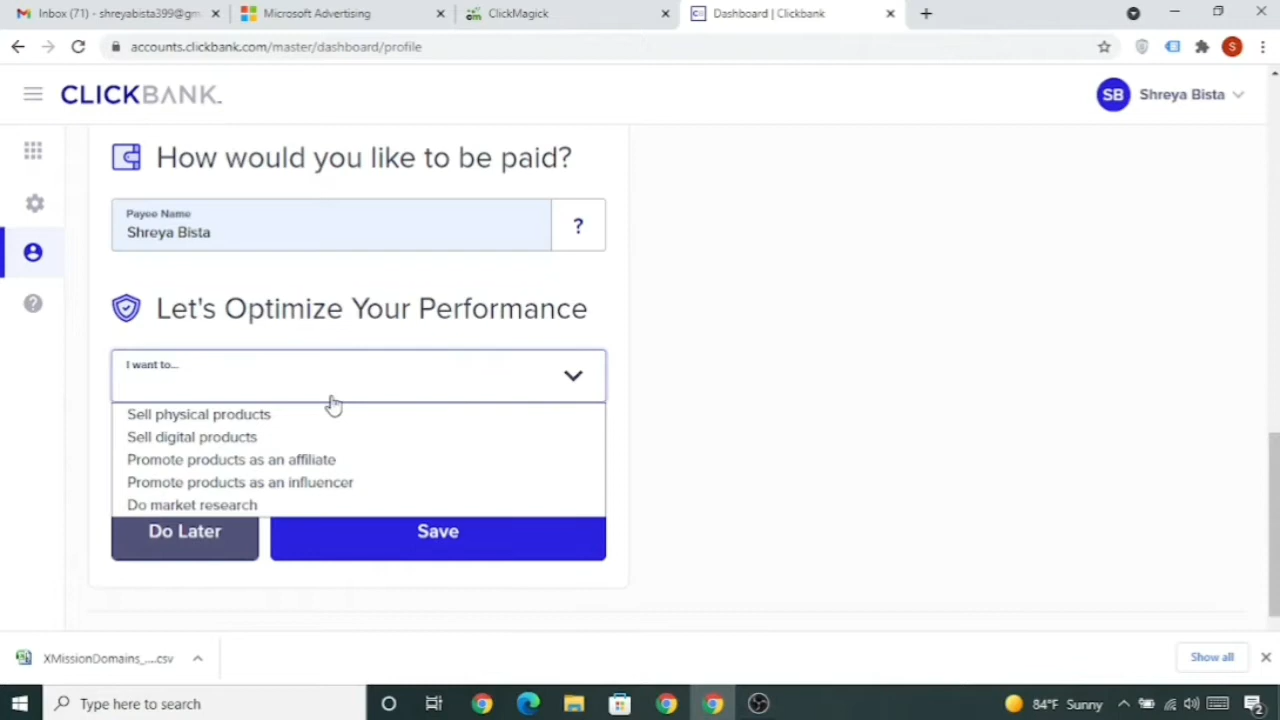 Inbox (71) - shreyabista399@gm
Microsoft Advertising
ClickMagick
Dashboard | Clickbank
accounts.clickbank.com/master/dashboard/profile
S
CLICKBANK.
SB
Shreya Bista
How would you like to be paid?
Payee Name
Shreya Bista
?
Let's Optimize Your Performance
I want to...
Sell physical products
Sell digital products
Promote products as an affiliate
Promote products as an influencer
Do market research
Do Later
Save
XMissionDomains_....csv
Show all
Type here to search
84°F Sunny
2